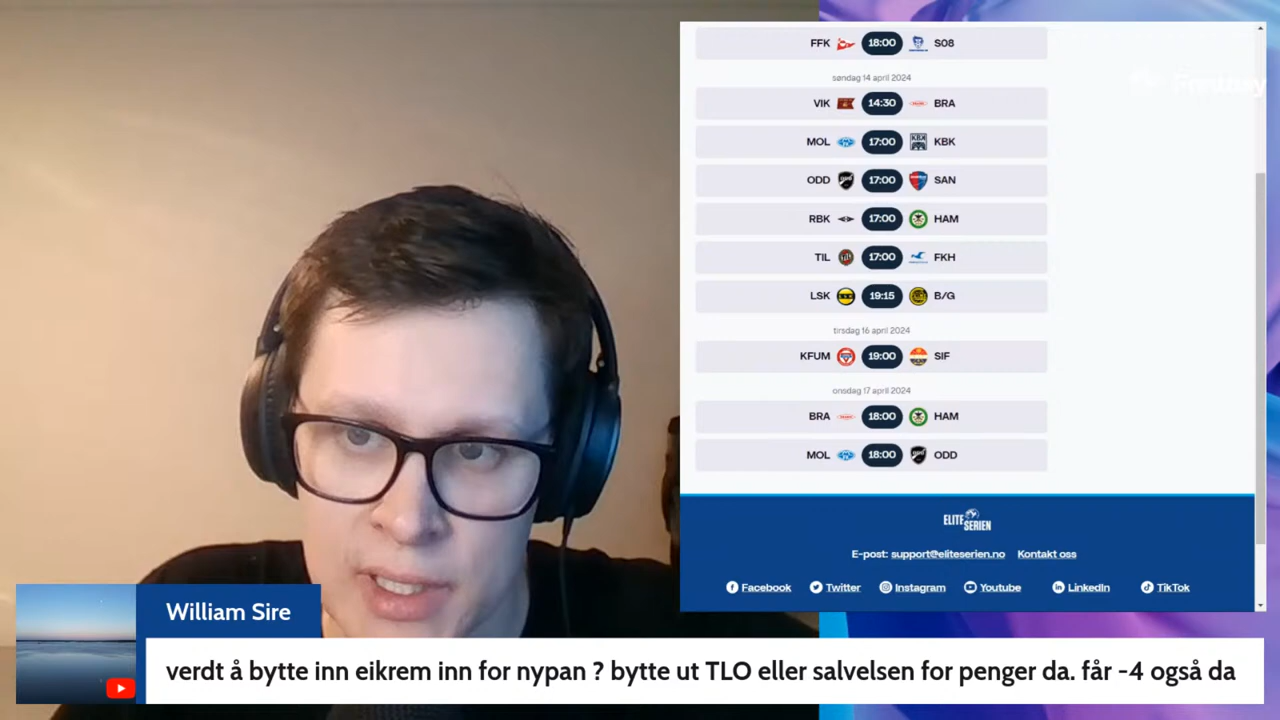 FFK 18:00 S08
søndag 14 april 2024
VIK 14:30 BRA
MOL 17:00 KBK
ODD 17:00 SAN
RBK 17:00 HAM
TIL 17:00 FKH
LSK 19:15 B/G
tirsdag 16 april 2024
KFUM 19:00 SIF
onsdag 17 april 2024
BRA 18:00 HAM
MOL 18:00 ODD
ELITE
SERIEN
E-post: support@eliteserien.no Kontakt oss
Facebook Twitter Instagram Youtube LinkedIn TikTok
William Sire
verdt å bytte inn eikrem inn for nypan ? bytte ut TLO eller salvelsen for penger da. får -4 også da